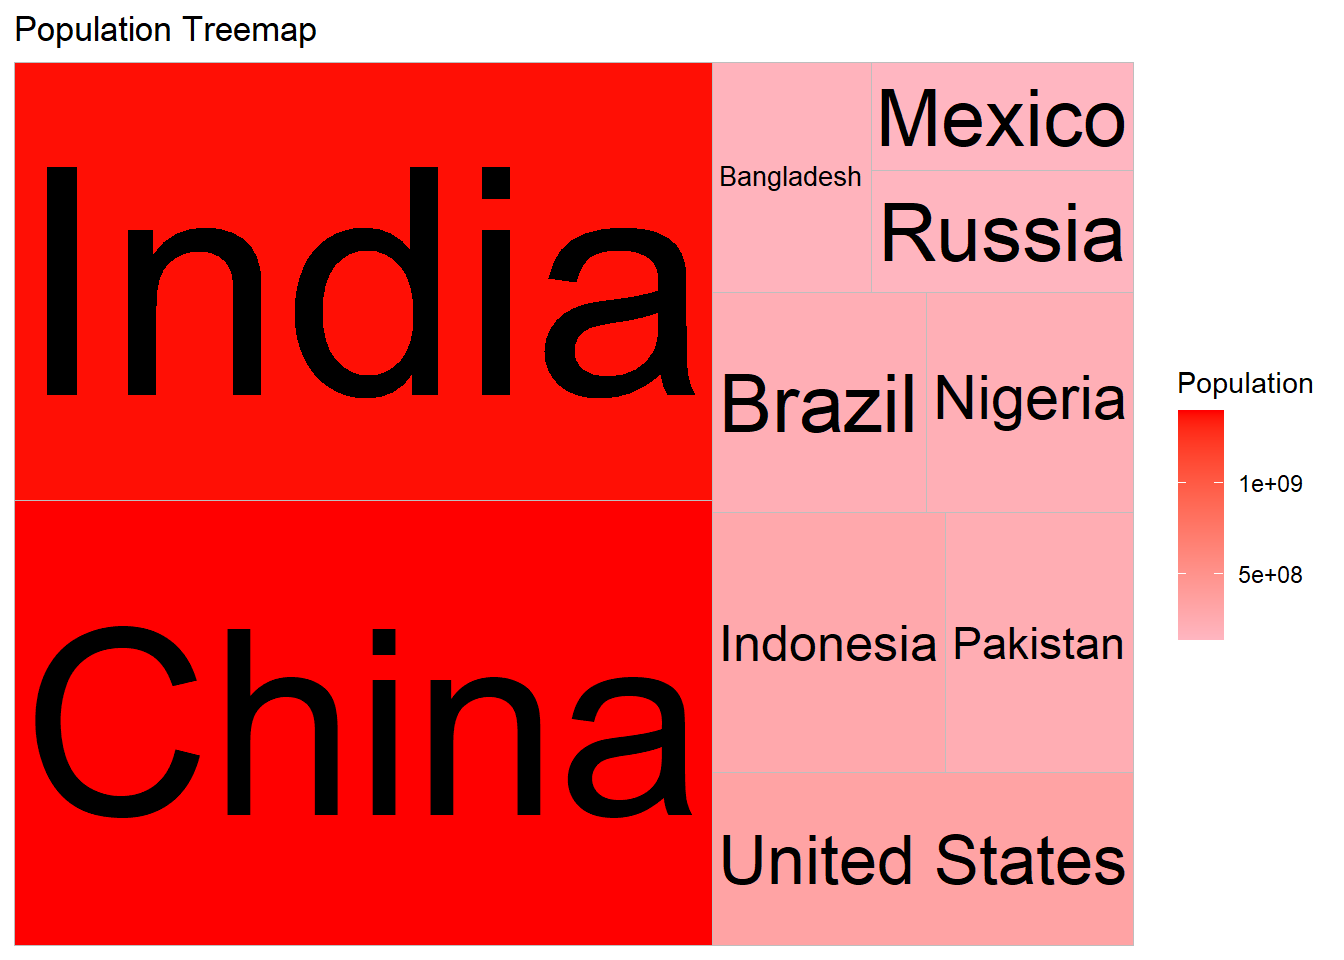 Population Treemap
India
China
Bangladesh
Mexico
Russia
Brazil
Nigeria
Indonesia
Pakistan
United States
Population
1e+09
5e+08